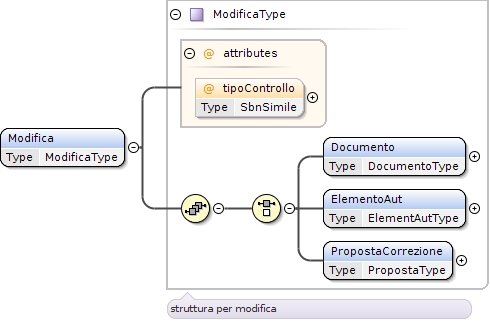 ModificaType
@ attributes
@ tipoControllo
Type SbnSimile
Modifica
Type ModificaType
Documento
Type DocumentoType
ElementoAut
Type ElementAutType
PropostaCorrezione
Type PropostaType
struttura per modifica